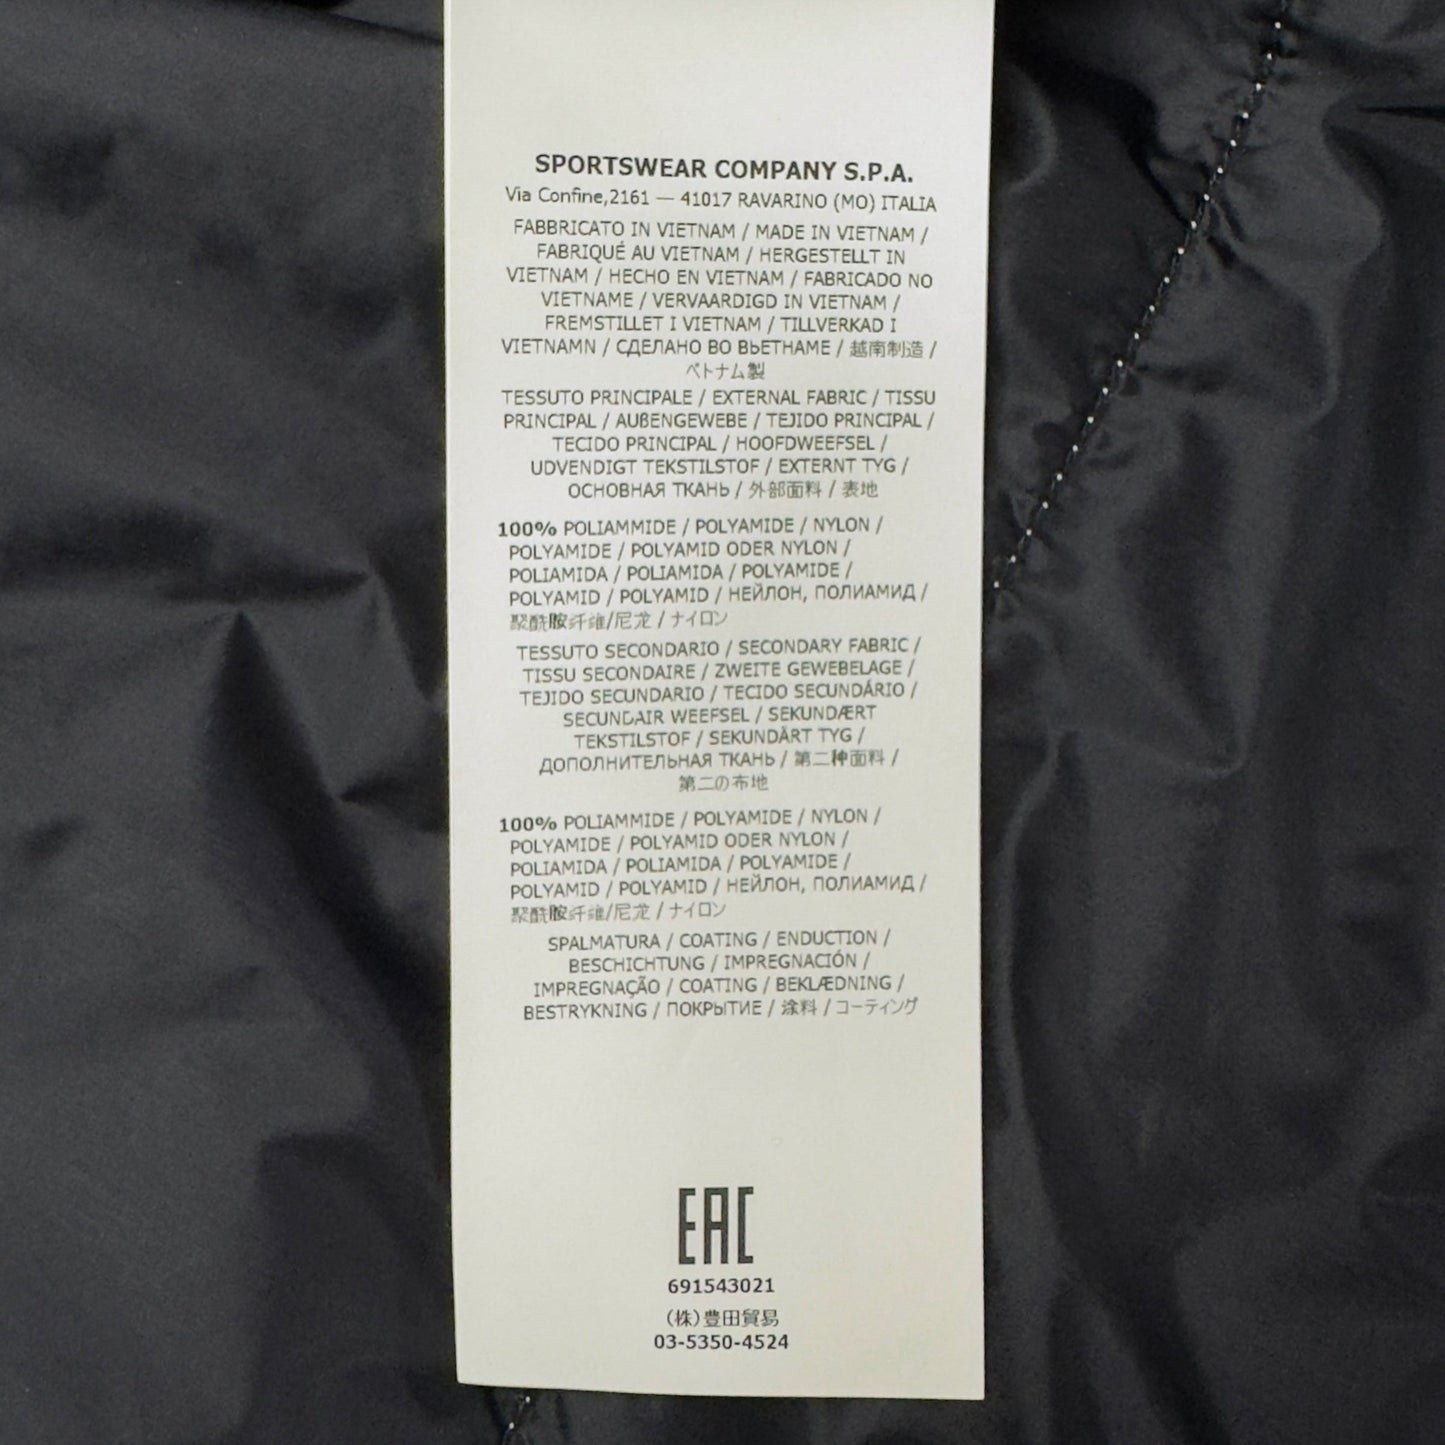 SPORTSWEAR COMPANY S.P.A.
Via Confine,2161 — 41017 RAVARINO (MO) ITALIA
FABBRICATO IN VIETNAM / MADE IN VIETNAM /
FABRIQUÉ AU VIETNAM / HERGESTELLT IN
VIETNAM / HECHO EN VIETNAM / FABRICADO NO
VIETNAME / VERVAARDIGD IN VIETNAM /
FREMSTILLET I VIETNAM / TILLVERKAD I
VIETNAMN / СДЕЛАНО ВО ВЬЕТНАМЕ / 越南制造 /
ベトナム製
TESSUTO PRINCIPALE / EXTERNAL FABRIC / TISSU
PRINCIPAL / AUßENGEWEBE / TEJIDO PRINCIPAL /
TECIDO PRINCIPAL / HOOFDWEEFSEL /
UDVENDIGT TEKSTILSTOF / EXTERNT TYG /
ОСНОВНАЯ ТКАНЬ / 外部面料 / 表地
100% POLIAMMIDE / POLYAMIDE / NYLON /
POLYAMIDE / POLYAMID ODER NYLON /
POLIAMIDA / POLIAMIDA / POLYAMIDE /
POLYAMID / POLYAMID / НЕЙЛОН, ПОЛИАМИД /
聚酰胺纤维/尼龙 / ナイロン
TESSUTO SECONDARIO / SECONDARY FABRIC /
TISSU SECONDAIRE / ZWEITE GEWEBELAGE /
TEJIDO SECUNDARIO / TECIDO SECUNDÁRIO /
SECUNDAIR WEEFSEL / SEKUNDÆRT
TEKSTILSTOF / SEKUNDÄRT TYG /
ДОПОЛНИТЕЛЬНАЯ ТКАНЬ / 第二种面料 /
第二の布地
100% POLIAMMIDE / POLYAMIDE / NYLON /
POLYAMIDE / POLYAMID ODER NYLON /
POLIAMIDA / POLIAMIDA / POLYAMIDE /
POLYAMID / POLYAMID / НЕЙЛОН, ПОЛИАМИД /
聚酰胺纤维/尼龙 / ナイロン
SPALMATURA / COATING / ENDUCTION /
BESCHICHTUNG / IMPREGNACIÓN /
IMPREGNAÇÃO / COATING / BEKLÆDNING /
BESTRYKNING / ПОКРЫТИЕ / 涂料 / コーティング
EAC
691543021
(株)豊田貿易
03-5350-4524